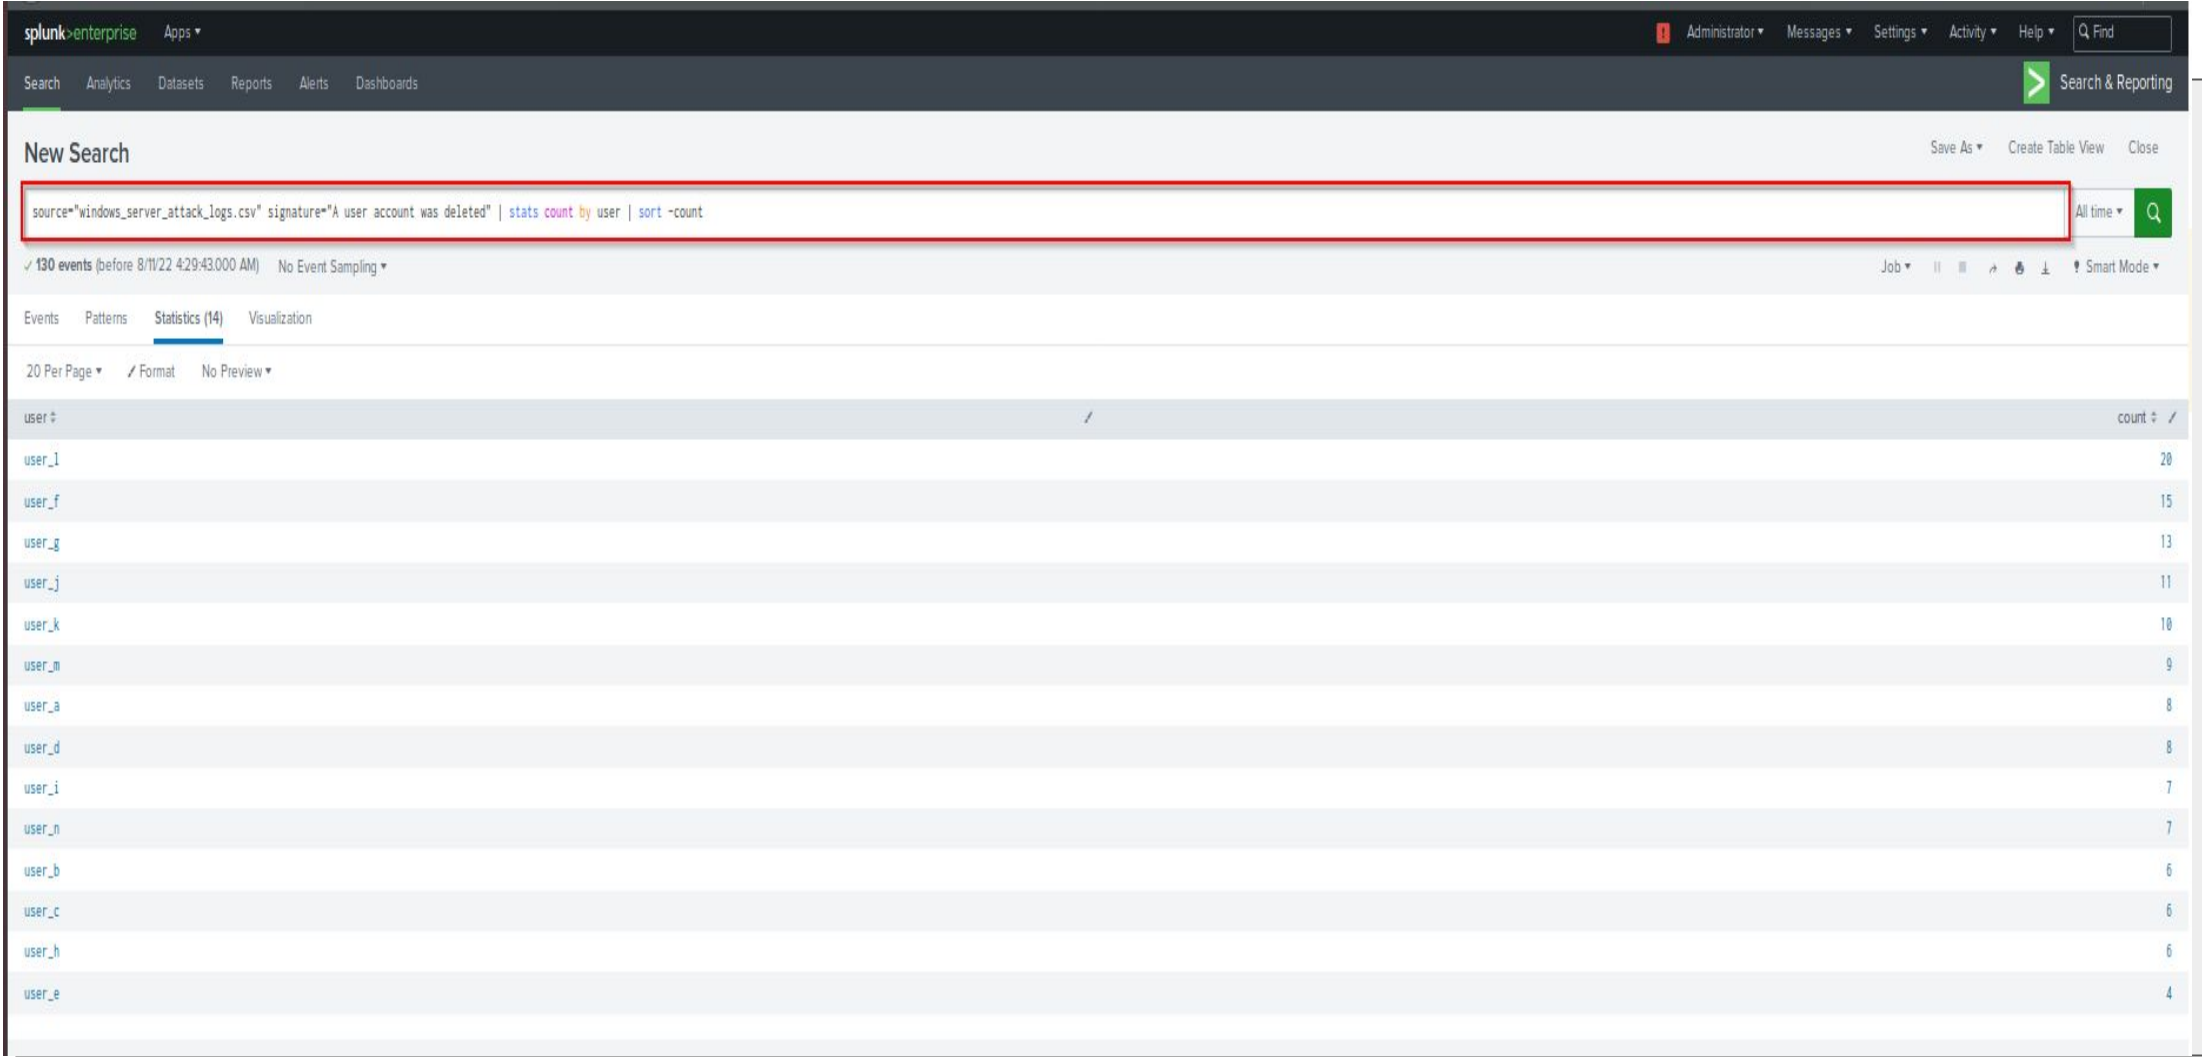 splunk>enterprise Apps ▾ ! Administrator ▾ Messages ▾ Settings ▾ Activity ▾ Help ▾ Find
Search Analytics Datasets Reports Alerts Dashboards > Search & Reporting
New Search Save As ▾ Create Table View Close
source="windows_server_attack_logs.csv" signature="A user account was deleted" | stats count by user | sort -count All time ▾
✓ 130 events (before 8/11/22 4:29:43.000 AM) No Event Sampling ▾ Job ▾ Smart Mode ▾
Events Patterns Statistics (14) Visualization
20 Per Page ▾ Format No Preview ▾
user count
user_l 20
user_f 15
user_g 13
user_j 11
user_k 10
user_m 9
user_a 8
user_d 8
user_i 7
user_n 7
user_b 6
user_c 6
user_h 6
user_e 4